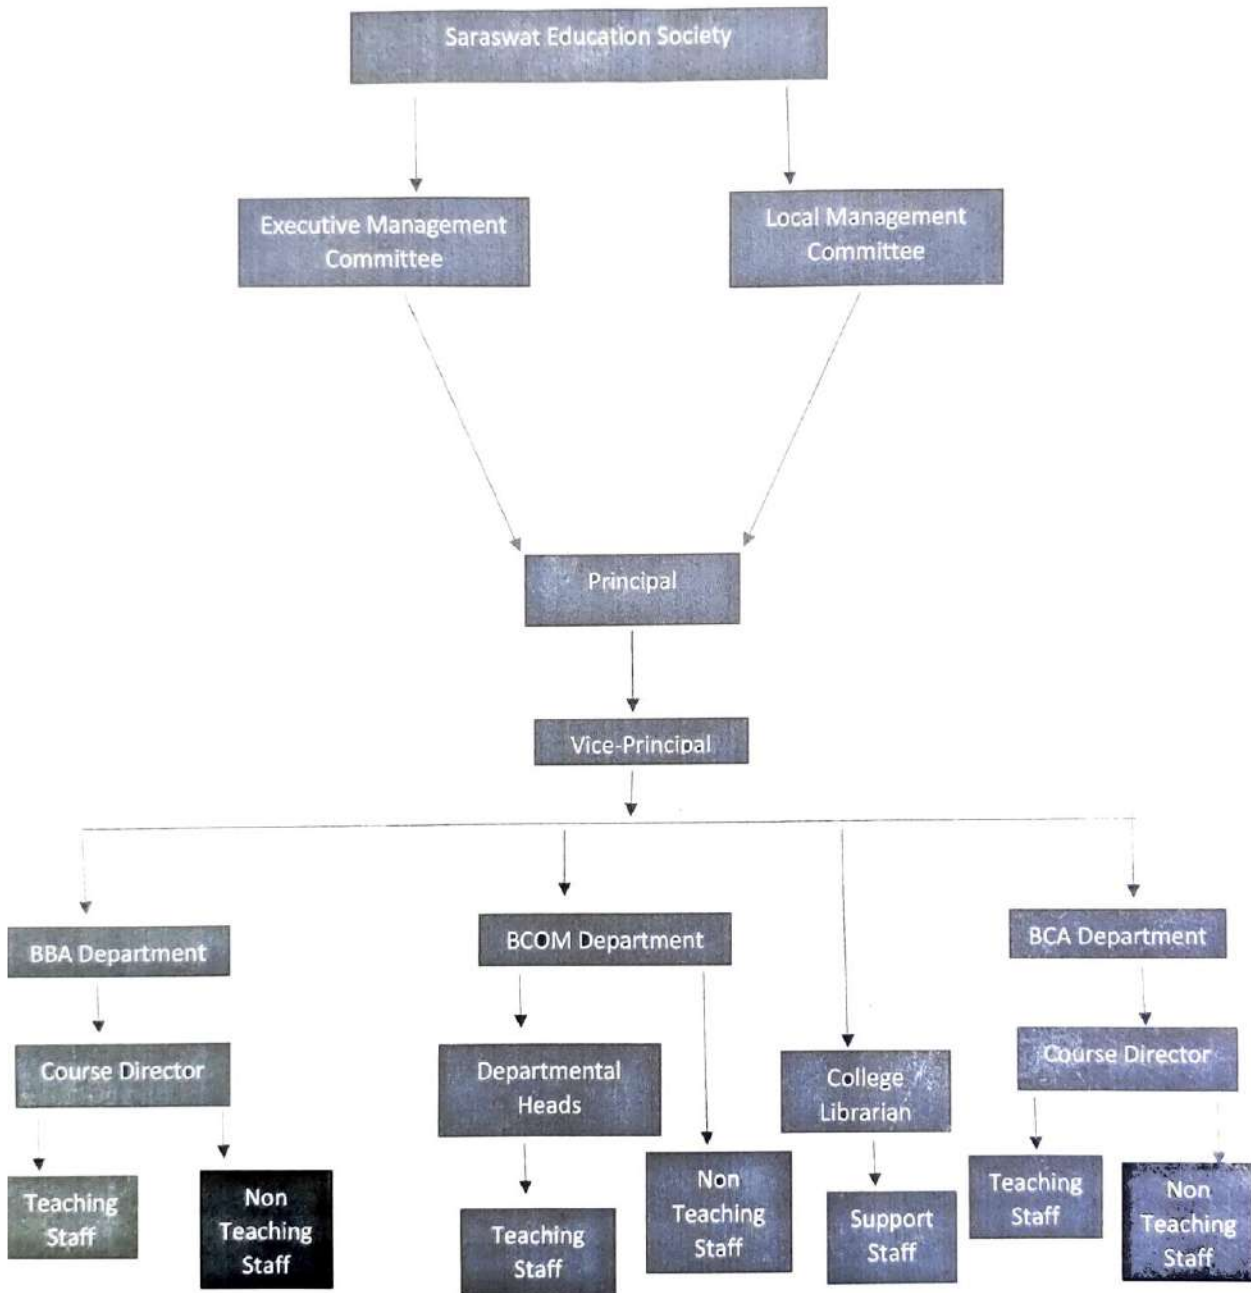 Saraswat Education Society
Executive Management
Committee
Local Management
Committee
Principal
Vice-Principal
BBA Department
BCOM Department
BCA Department
Course Director
Departmental
Heads
College
Librarian
Course Director
Teaching
Staff
Non
Teaching
Staff
Teaching
Staff
Non
Teaching
Staff
Support
Staff
Teaching
Staff
Non
Teaching
Staff